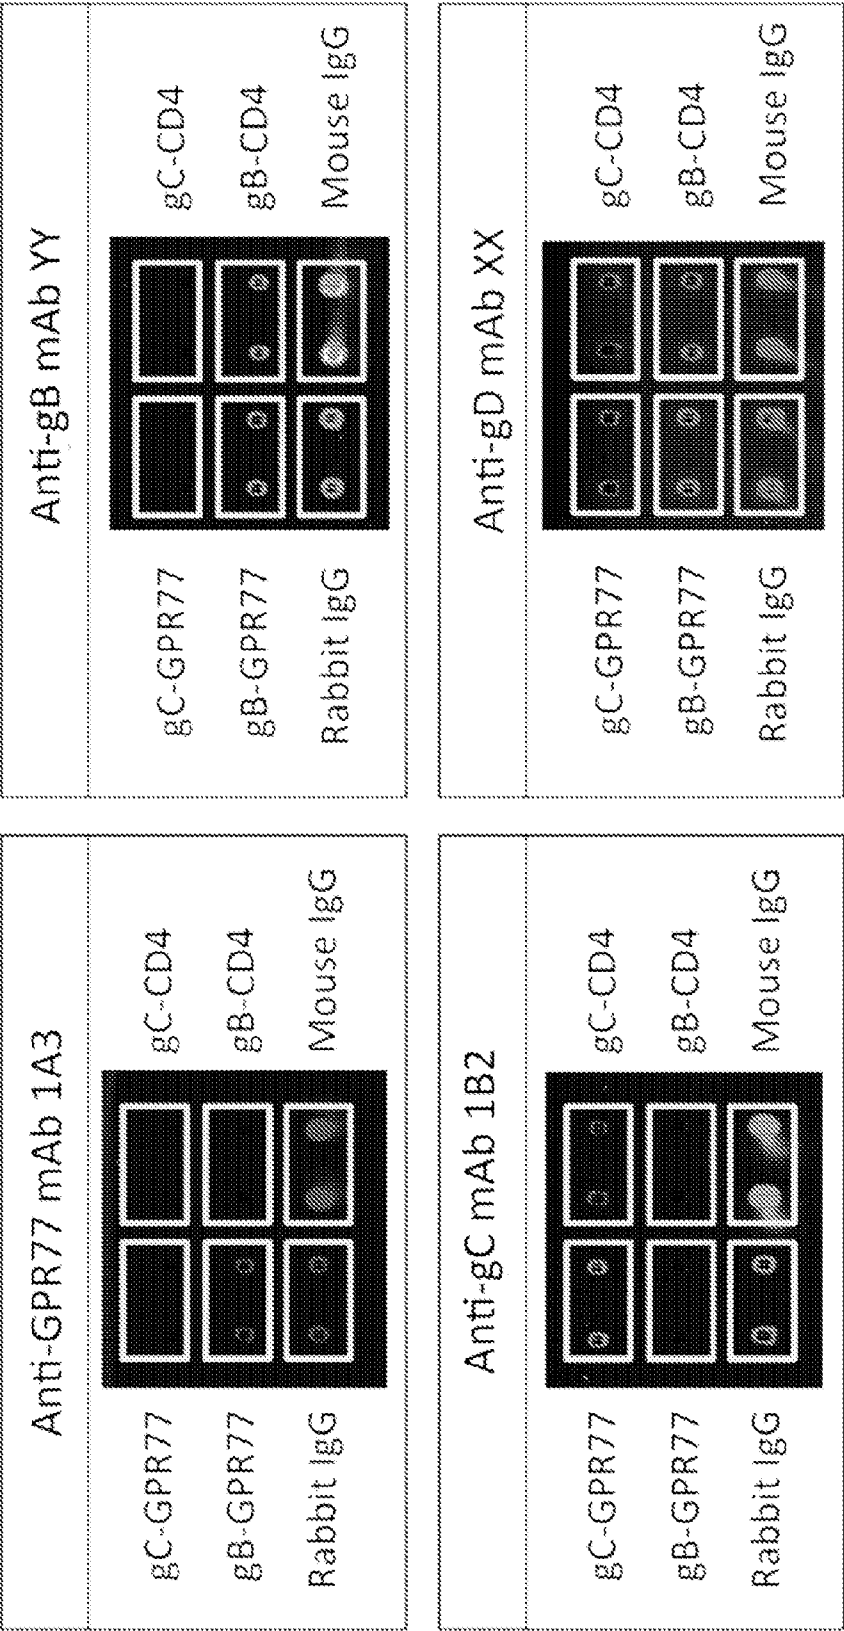 Anti-GPR77 mAb 1A3
gC-GPR77
gC-CD4
gB-GPR77
gB-CD4
Rabbit IgG
Mouse IgG
Anti-gB mAb YY
gC-GPR77
gC-CD4
gB-GPR77
gB-CD4
Rabbit IgG
Mouse IgG
Anti-gC mAb 1B2
gC-GPR77
gC-CD4
gB-GPR77
gB-CD4
Rabbit IgG
Mouse IgG
Anti-gD mAb XX
gC-GPR77
gC-CD4
gB-GPR77
gB-CD4
Rabbit IgG
Mouse IgG